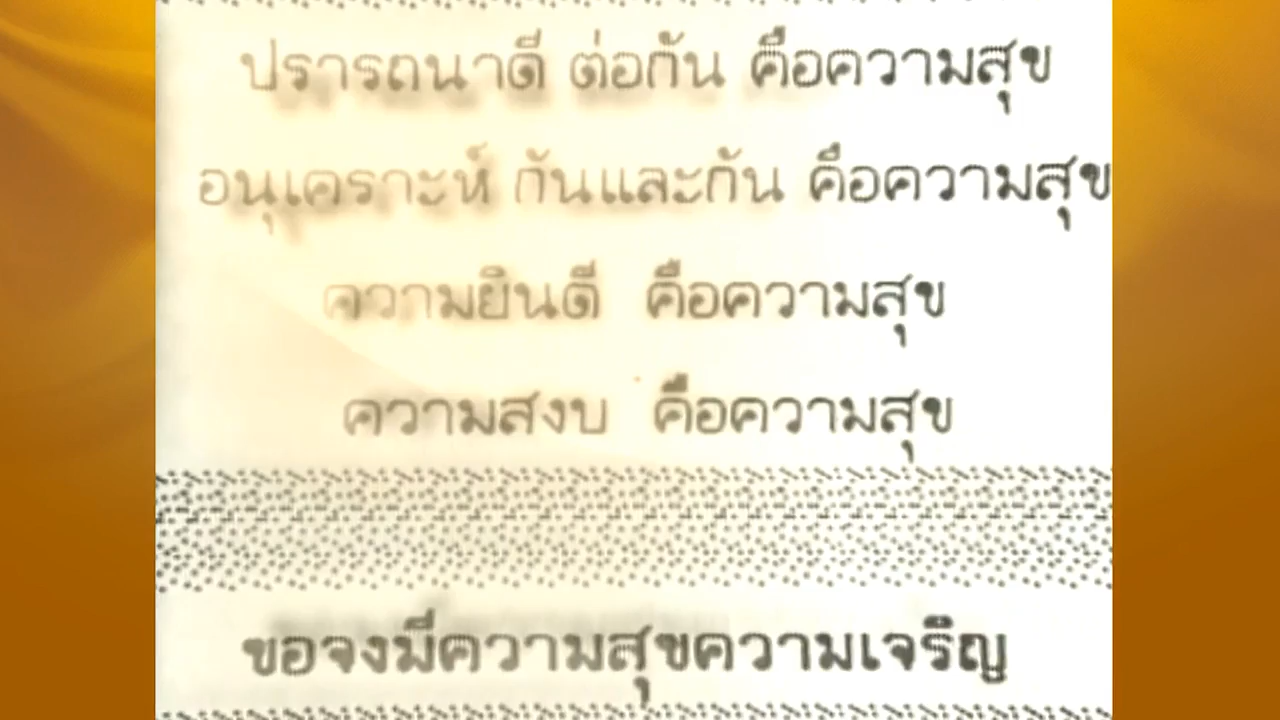 ปรารถนาดี ต่อกัน คือความสุข
อนุเคราะห์ กันและกัน คือความสุข
ความยินดี คือความสุข
ความสงบ คือความสุข
ขอจงมีความสุขความเจริญ